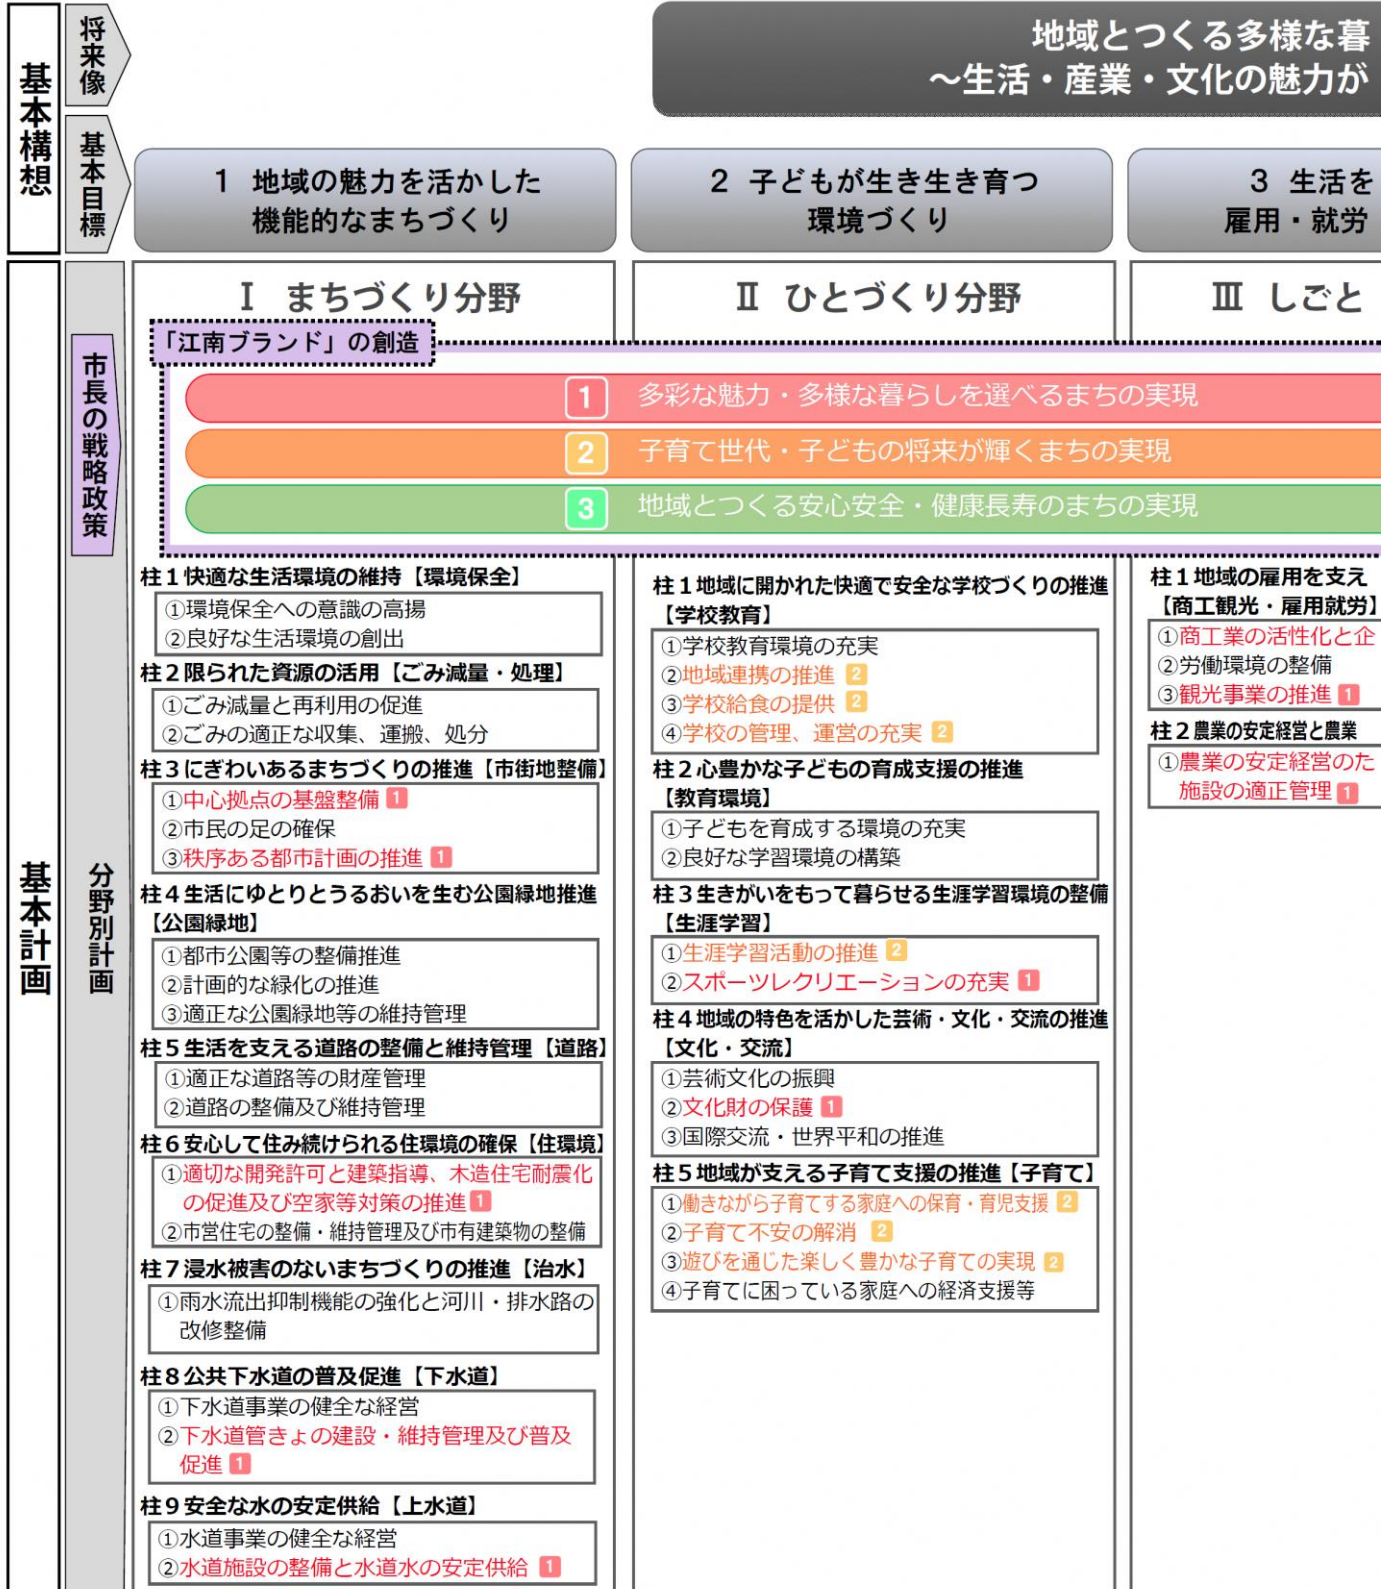 基本構想
将来像
地域とつくる多様な暮
～生活・産業・文化の魅力が
基本目標
1 地域の魅力を活かした
機能的なまちづくり
2 子どもが生き生き育つ
環境づくり
3 生活を
雇用・就労
基本計画
分野別計画
市長の戦略政策
Ⅰ まちづくり分野
Ⅱ ひとづくり分野
Ⅲ しごと
「江南ブランド」の創造
1 多彩な魅力・多様な暮らしを選べるまちの実現
2 子育て世代・子どもの将来が輝くまちの実現
3 地域とつくる安心安全・健康長寿のまちの実現
柱1快適な生活環境の維持【環境保全】
①環境保全への意識の高揚
②良好な生活環境の創出
柱2限られた資源の活用【ごみ減量・処理】
①ごみ減量と再利用の促進
②ごみの適正な収集、運搬、処分
柱3にぎわいあるまちづくりの推進【市街地整備】
①中心拠点の基盤整備 1
②市民の足の確保
③秩序ある都市計画の推進 1
柱4生活にゆとりとうるおいを生む公園緑地推進
【公園緑地】
①都市公園等の整備推進
②計画的な緑化の推進
③適正な公園緑地等の維持管理
柱5生活を支える道路の整備と維持管理【道路】
①適正な道路等の財産管理
②道路の整備及び維持管理
柱6安心して住み続けられる住環境の確保【住環境】
①適切な開発許可と建築指導、木造住宅耐震化
の促進及び空家等対策の推進 1
②市営住宅の整備・維持管理及び市有建築物の整備
柱7浸水被害のないまちづくりの推進【治水】
①雨水流出抑制機能の強化と河川・排水路の
改修整備
柱8公共下水道の普及促進【下水道】
①下水道事業の健全な経営
②下水道管きょの建設・維持管理及び普及
促進 1
柱9安全な水の安定供給【上水道】
①水道事業の健全な経営
②水道施設の整備と水道水の安定供給 1
柱1地域に開かれた快適で安全な学校づくりの推進
【学校教育】
①学校教育環境の充実
②地域連携の推進 2
③学校給食の提供 2
④学校の管理、運営の充実 2
柱2心豊かな子どもの育成支援の推進
【教育環境】
①子どもを育成する環境の充実
②良好な学習環境の構築
柱3生きがいをもって暮らせる生涯学習環境の整備
【生涯学習】
①生涯学習活動の推進 2
②スポーツレクリエーションの充実 1
柱4地域の特色を活かした芸術・文化・交流の推進
【文化・交流】
①芸術文化の振興
②文化財の保護 1
③国際交流・世界平和の推進
柱5地域が支える子育て支援の推進【子育て】
①働きながら子育てする家庭への保育・育児支援 2
②子育て不安の解消 2
③遊びを通じた楽しく豊かな子育ての実現 2
④子育てに困っている家庭への経済支援等
柱1地域の雇用を支え
【商工観光・雇用就労】
①商工業の活性化と企
②労働環境の整備
③観光事業の推進 1
柱2農業の安定経営と農業
①農業の安定経営のた
施設の適正管理 1